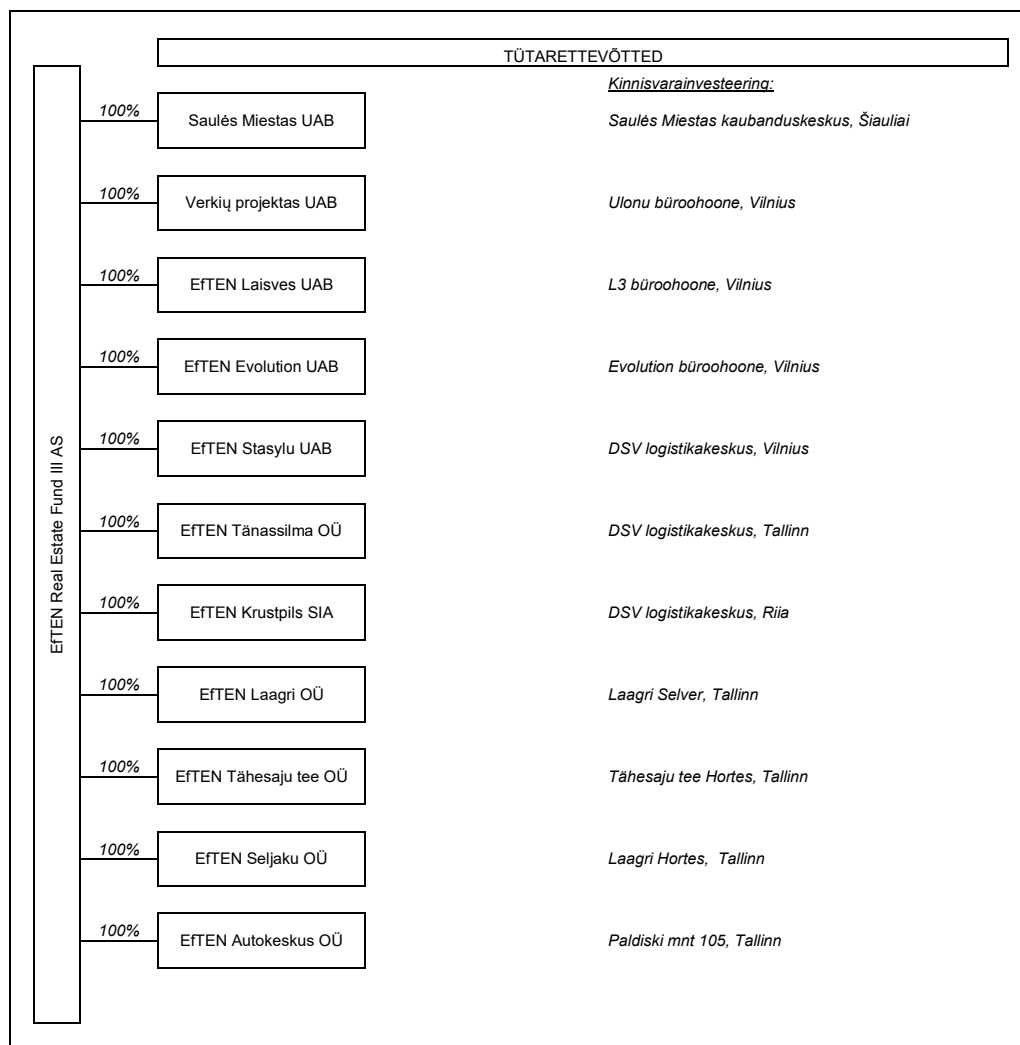 TÜTARETTEVÕTTED
EfTEN Real Estate Fund III AS
Kinnisvarainvesteering:
100%
Saulės Miestas UAB
Saulės Miestas kaubanduskeskus, Šiauliai
100%
Verkių projektas UAB
Ulonu büroohoone, Vilnius
100%
EfTEN Laisves UAB
L3 büroohoone, Vilnius
100%
EfTEN Evolution UAB
Evolution büroohoone, Vilnius
100%
EfTEN Stasylu UAB
DSV logistikakeskus, Vilnius
100%
EfTEN Tänassilma OÜ
DSV logistikakeskus, Tallinn
100%
EfTEN Krustpils SIA
DSV logistikakeskus, Riia
100%
EfTEN Laagri OÜ
Laagri Selver, Tallinn
100%
EfTEN Tähesaju tee OÜ
Tähesaju tee Hortes, Tallinn
100%
EfTEN Seljaku OÜ
Laagri Hortes, Tallinn
100%
EfTEN Autokeskus OÜ
Paldiski mnt 105, Tallinn